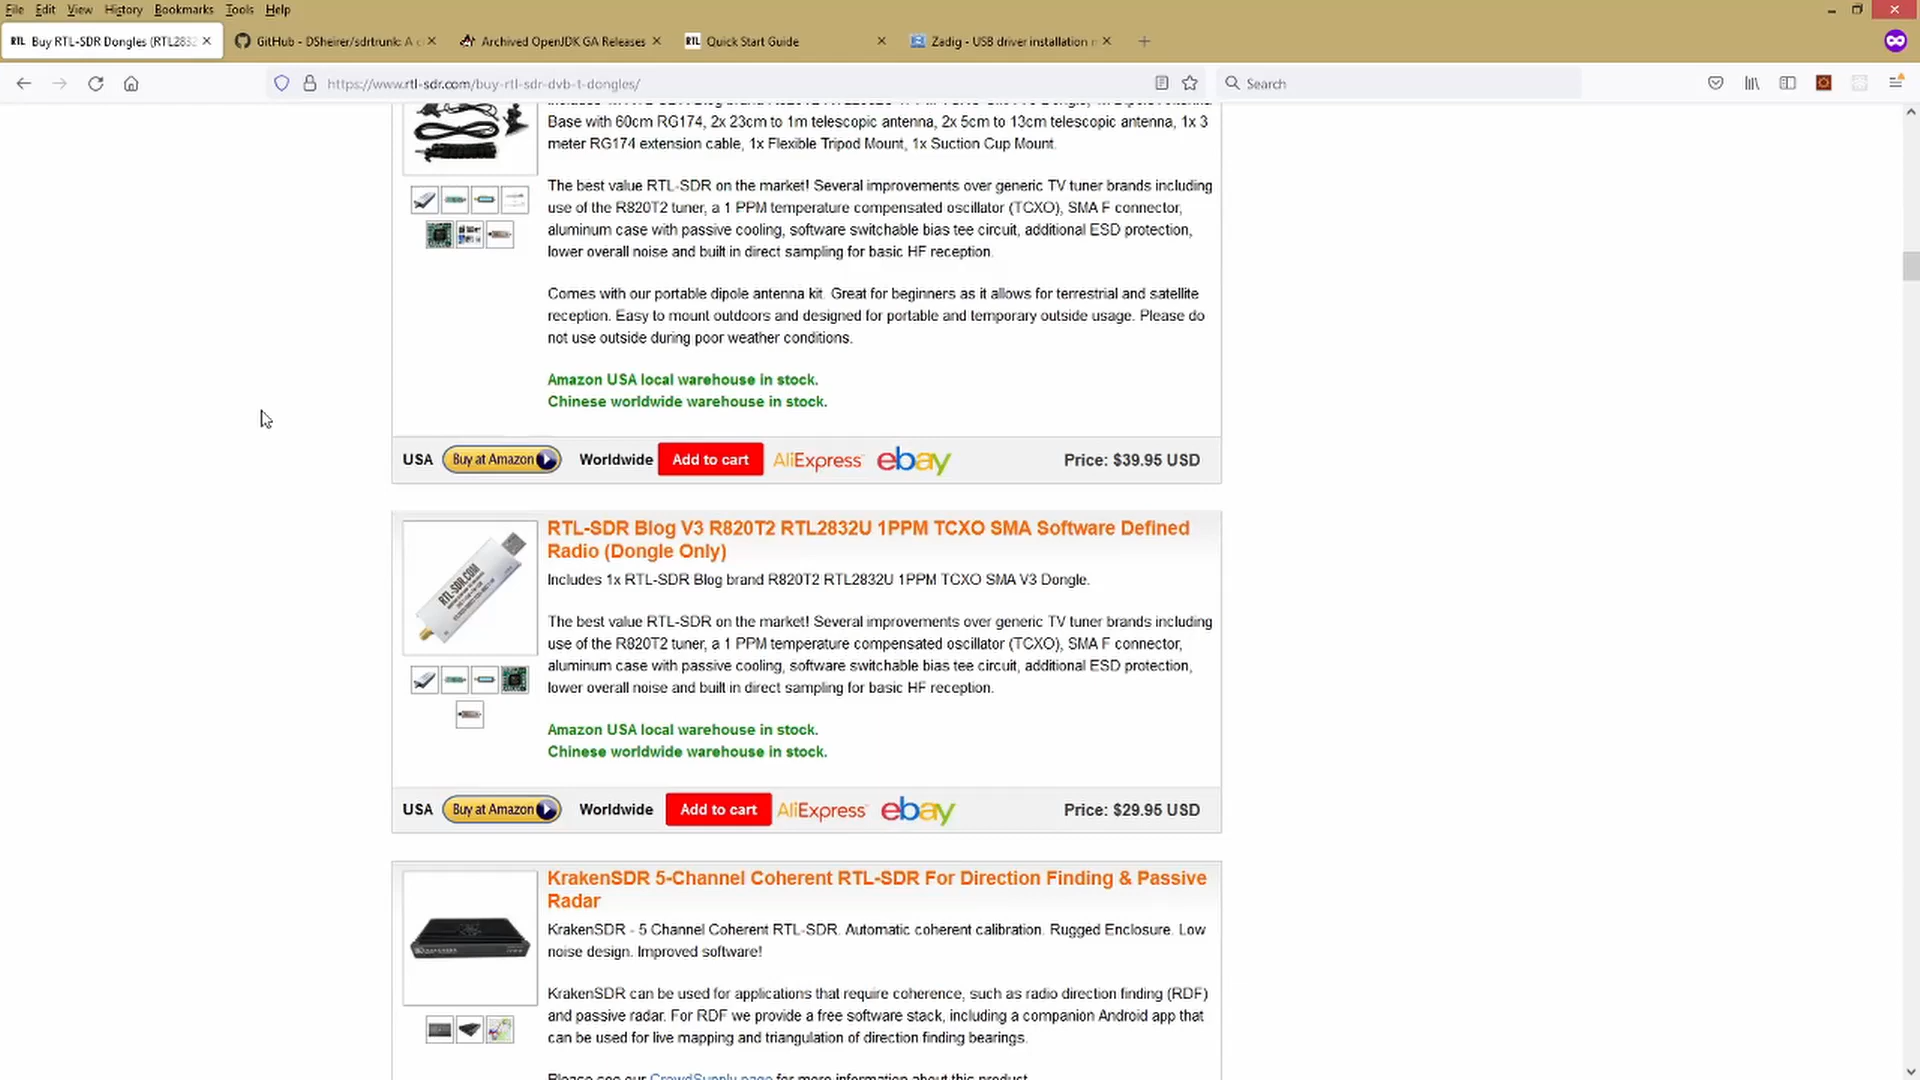 File Edit View History Bookmarks Tools Help
RTL Buy RTL-SDR Dongles (RTL283
GitHub - DSheirer/sdrtrunk: A c
Archived OpenJDK GA Releases
RTL Quick Start Guide
Zadig - USB driver installation
https://www.rtl-sdr.com/buy-rtl-sdr-dvb-t-dongles/
Search
Base with 60cm RG174, 2x 23cm to 1m telescopic antenna, 2x 5cm to 13cm telescopic antenna, 1x 3
meter RG174 extension cable, 1x Flexible Tripod Mount, 1x Suction Cup Mount.
The best value RTL-SDR on the market! Several improvements over generic TV tuner brands including
use of the R820T2 tuner, a 1 PPM temperature compensated oscillator (TCXO), SMA F connector,
aluminum case with passive cooling, software switchable bias tee circuit, additional ESD protection,
lower overall noise and built in direct sampling for basic HF reception.
Comes with our portable dipole antenna kit. Great for beginners as it allows for terrestrial and satellite
reception. Easy to mount outdoors and designed for portable and temporary outside usage. Please do
not use outside during poor weather conditions.
Amazon USA local warehouse in stock.
Chinese worldwide warehouse in stock.
USA Buy at Amazon Worldwide Add to cart AliExpress ebay Price: $39.95 USD
RTL-SDR Blog V3 R820T2 RTL2832U 1PPM TCXO SMA Software Defined
Radio (Dongle Only)
Includes 1x RTL-SDR Blog brand R820T2 RTL2832U 1PPM TCXO SMA V3 Dongle.
RTL-SDR.COM
The best value RTL-SDR on the market! Several improvements over generic TV tuner brands including
use of the R820T2 tuner, a 1 PPM temperature compensated oscillator (TCXO), SMA F connector,
aluminum case with passive cooling, software switchable bias tee circuit, additional ESD protection,
lower overall noise and built in direct sampling for basic HF reception.
Amazon USA local warehouse in stock.
Chinese worldwide warehouse in stock.
USA Buy at Amazon Worldwide Add to cart AliExpress ebay Price: $29.95 USD
KrakenSDR 5-Channel Coherent RTL-SDR For Direction Finding & Passive
Radar
KrakenSDR - 5 Channel Coherent RTL-SDR. Automatic coherent calibration. Rugged Enclosure. Low
noise design. Improved software!
KrakenSDR can be used for applications that require coherence, such as radio direction finding (RDF)
and passive radar. For RDF we provide a free software stack, including a companion Android app that
can be used for live mapping and triangulation of direction finding bearings.
Please see our CrowdSupply page for more information about this product.